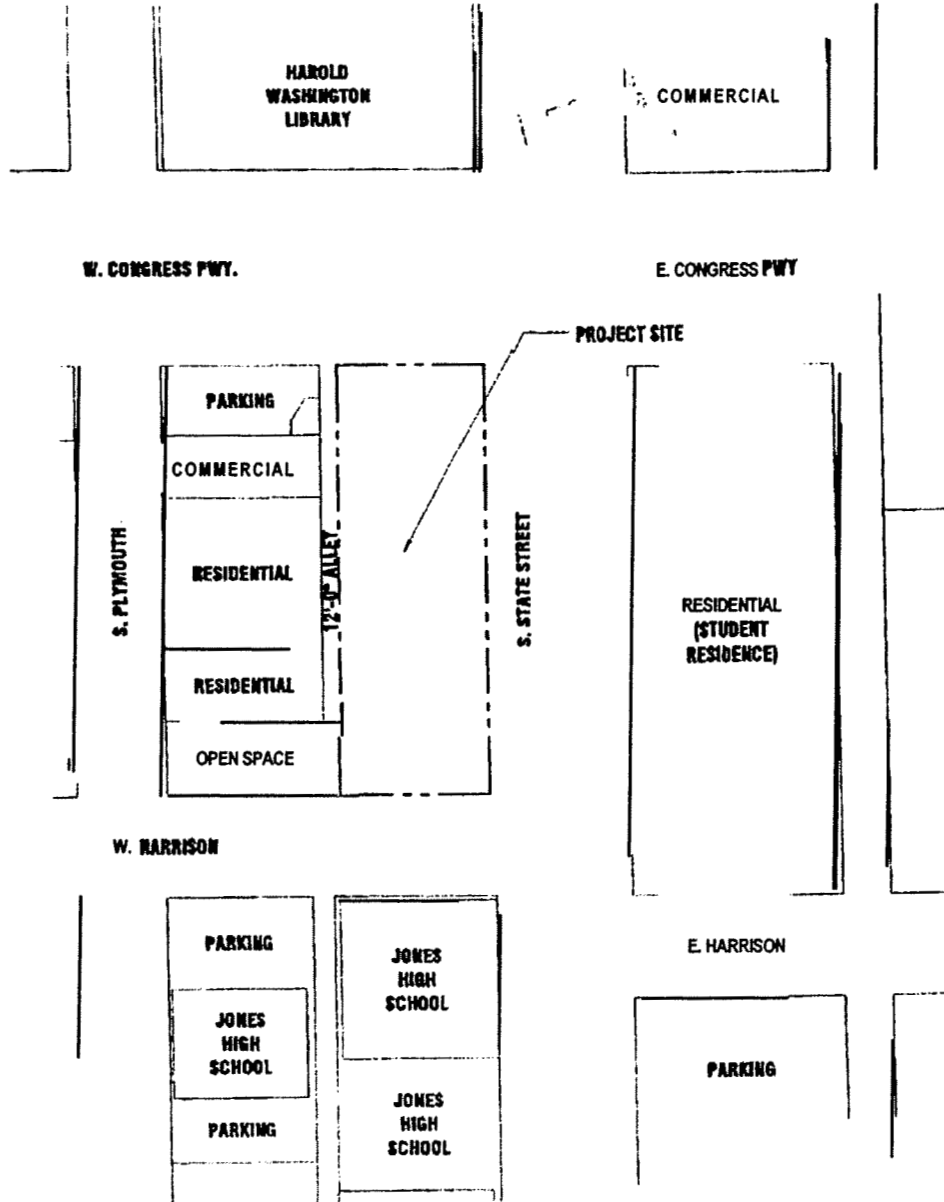 HAROLD
WASHINGTON
LIBRARY
COMMERCIAL
W. CONGRESS PWY.
E. CONGRESS PWY
PROJECT SITE
PARKING
COMMERCIAL
S. PLYMOUTH
RESIDENTIAL
12'-0" ALLEY
S. STATE STREET
RESIDENTIAL
(STUDENT
RESIDENCE)
RESIDENTIAL
OPEN SPACE
W. HARRISON
PARKING
JONES
HIGH
SCHOOL
E. HARRISON
JONES
HIGH
SCHOOL
PARKING
JONES
HIGH
SCHOOL
PARKING